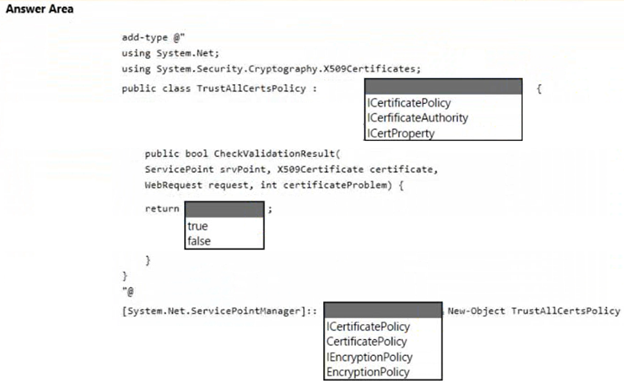 Answer Area
add-type @"
using System.Net;
using System.Security.Cryptography.X509Certificates;
public class TrustAllCertsPolicy : {
ICertificatePolicy
ICerfificateAuthority
ICertProperty
public bool CheckValidationResult(
ServicePoint srvPoint, X509Certificate certificate,
WebRequest request, int certificateProblem) {
return ;
true
false
}
}
"@
[System.Net.ServicePointManager]:: New-Object TrustAllCertsPolicy
ICertificatePolicy
CertificatePolicy
IEncryptionPolicy
EncryptionPolicy